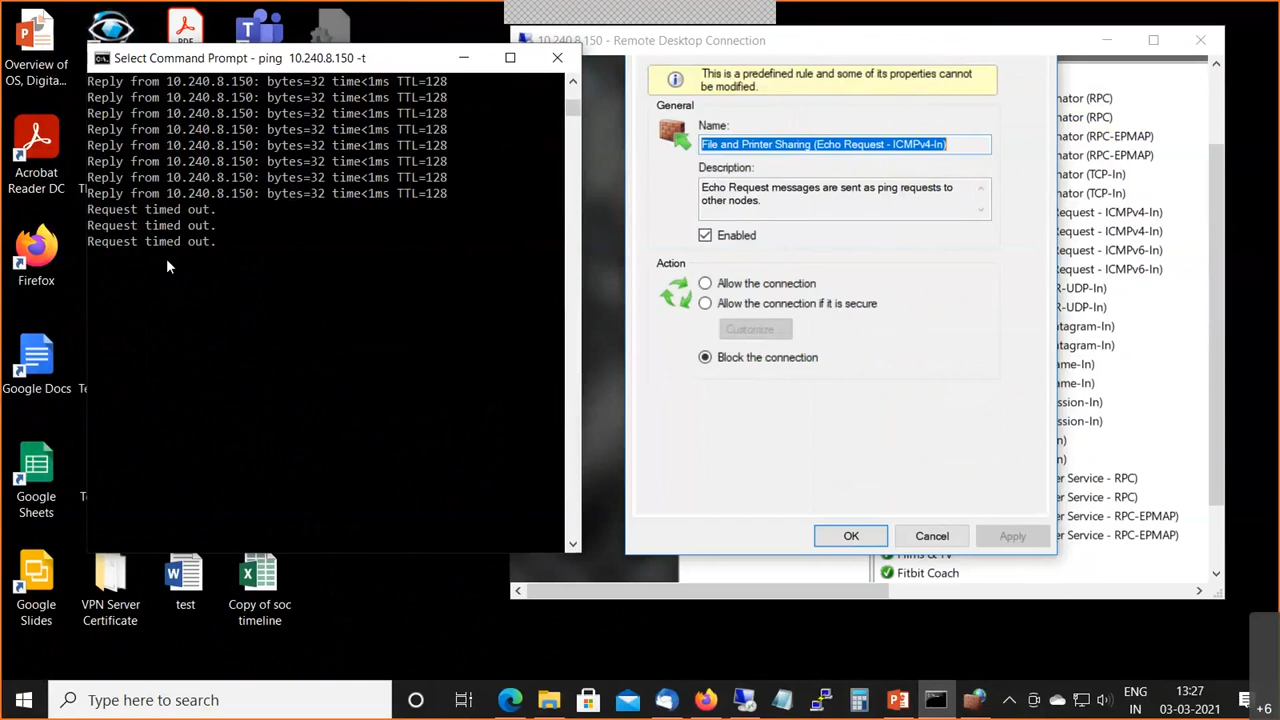 Overview of
OS, Digita...
PDF
Select Command Prompt - ping 10.240.8.150 -t
Reply from 10.240.8.150: bytes=32 time<1ms TTL=128
Reply from 10.240.8.150: bytes=32 time<1ms TTL=128
Reply from 10.240.8.150: bytes=32 time<1ms TTL=128
Reply from 10.240.8.150: bytes=32 time<1ms TTL=128
Reply from 10.240.8.150: bytes=32 time<1ms TTL=128
Reply from 10.240.8.150: bytes=32 time<1ms TTL=128
Reply from 10.240.8.150: bytes=32 time<1ms TTL=128
Reply from 10.240.8.150: bytes=32 time<1ms TTL=128
Request timed out.
Request timed out.
Request timed out.
Acrobat
Reader DC
Firefox
Google Docs
Te
Google
Sheets
Google
Slides
VPN Server
Certificate
test
Copy of soc
timeline
10.240.8.150 - Remote Desktop Connection
This is a predefined rule and some of its properties cannot
be modified.
General
Name:
File and Printer Sharing (Echo Request - ICMPv4-In)
Description:
Echo Request messages are sent as ping requests to
other nodes.
Enabled
Action
Allow the connection
Allow the connection if it is secure
Customize...
Block the connection
OK
Cancel
Apply
nator (RPC)
nator (RPC)
nator (RPC-EPMAP)
nator (RPC-EPMAP)
nator (TCP-In)
nator (TCP-In)
Request - ICMPv4-In)
Request - ICMPv4-In)
Request - ICMPv6-In)
Request - ICMPv6-In)
R-UDP-In)
R-UDP-In)
atagram-In)
atagram-In)
ame-In)
ame-In)
ssion-In)
ssion-In)
n)
n)
er Service - RPC)
er Service - RPC)
er Service - RPC-EPMAP)
er Service - RPC-EPMAP)
Films & TV
Fitbit Coach
Type here to search
ENG
IN
13:27
03-03-2021
+6